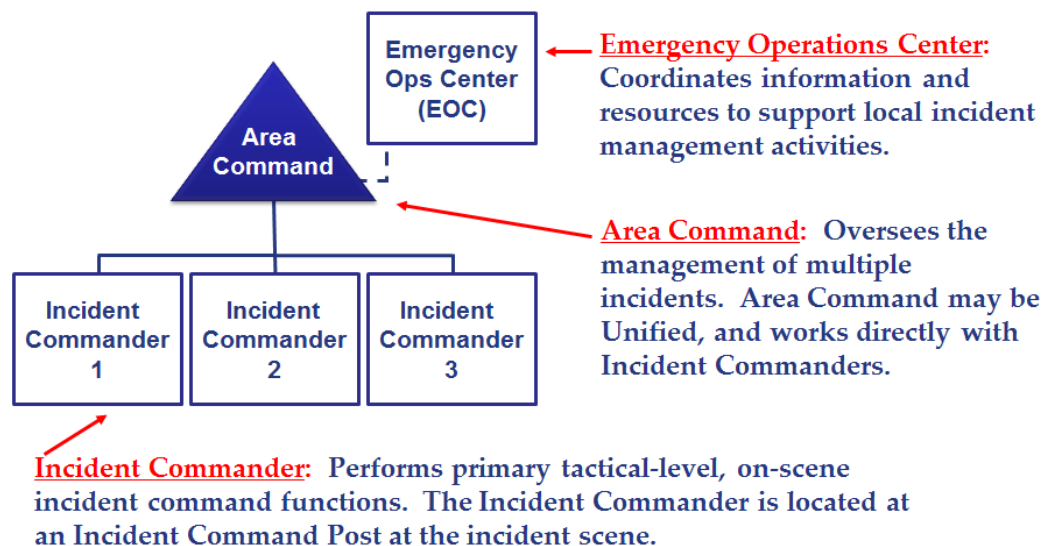 Emergency
Ops Center
(EOC)
Emergency Operations Center:
Coordinates information and
resources to support local incident
management activities.
Area
Command
Area Command:  Oversees the
management of multiple
incidents.  Area Command may be
Unified, and works directly with
Incident Commanders.
Incident
Commander
1
Incident
Commander
2
Incident
Commander
3
Incident Commander:  Performs primary tactical-level, on-scene
incident command functions.  The Incident Commander is located at
an Incident Command Post at the incident scene.